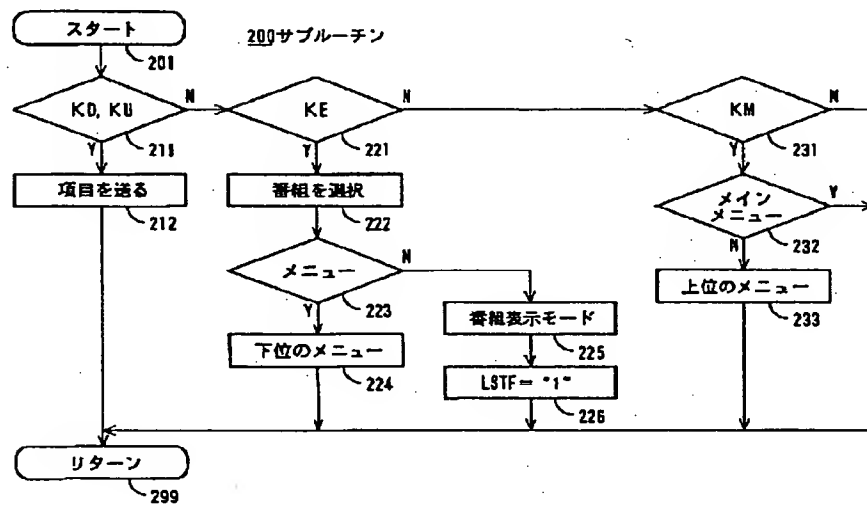 スタート
201
200サブルーチン
KD, KU
N
Y
211
KE
N
Y
221
KM
N
Y
231
項目を送る
212
番組を選択
222
メイン
メニュー
Y
N
232
メニュー
N
Y
223
上位のメニュー
233
番組表示モード
225
下位のメニュー
224
LSTF= "1"
226
リターン
299